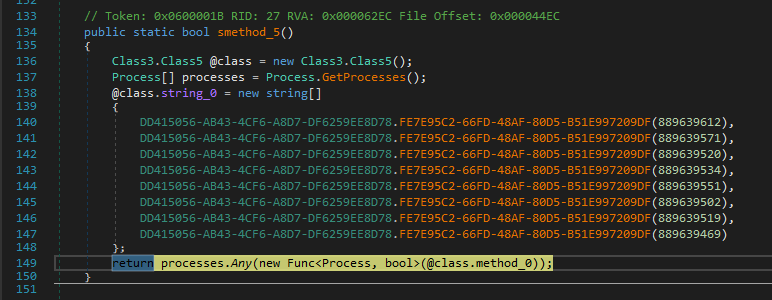 132
133 // Token: 0x0600001B RID: 27 RVA: 0x000062EC File Offset: 0x000044EC
134 public static bool smethod_5()
135 {
136 Class3.Class5 @class = new Class3.Class5();
137 Process[] processes = Process.GetProcesses();
138 @class.string_0 = new string[]
139 {
140 DD415056-AB43-4CF6-A8D7-DF6259EE8D78.FE7E95C2-66FD-48AF-80D5-B51E997209DF(889639612),
141 DD415056-AB43-4CF6-A8D7-DF6259EE8D78.FE7E95C2-66FD-48AF-80D5-B51E997209DF(889639571),
142 DD415056-AB43-4CF6-A8D7-DF6259EE8D78.FE7E95C2-66FD-48AF-80D5-B51E997209DF(889639520),
143 DD415056-AB43-4CF6-A8D7-DF6259EE8D78.FE7E95C2-66FD-48AF-80D5-B51E997209DF(889639534),
144 DD415056-AB43-4CF6-A8D7-DF6259EE8D78.FE7E95C2-66FD-48AF-80D5-B51E997209DF(889639551),
145 DD415056-AB43-4CF6-A8D7-DF6259EE8D78.FE7E95C2-66FD-48AF-80D5-B51E997209DF(889639502),
146 DD415056-AB43-4CF6-A8D7-DF6259EE8D78.FE7E95C2-66FD-48AF-80D5-B51E997209DF(889639519),
147 DD415056-AB43-4CF6-A8D7-DF6259EE8D78.FE7E95C2-66FD-48AF-80D5-B51E997209DF(889639469)
148 };
149 return processes.Any(new Func<Process, bool>(@class.method_0));
150 }
151